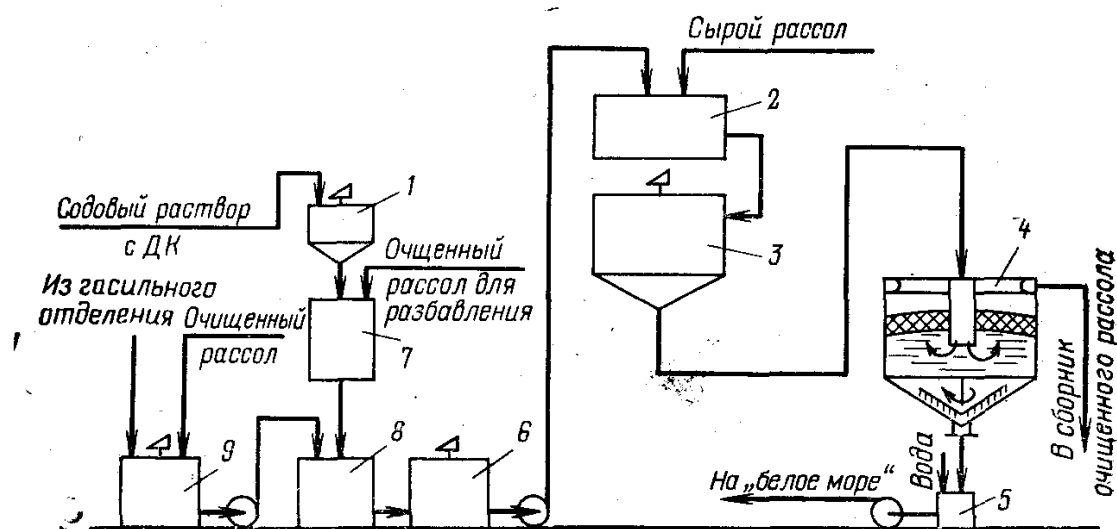 Сырой рассол
2
Содовый раствор
с ДК
1
3
4
Очщенный
рассол для
разбавления
Из гасильного
отделения
Очищенный
рассол
7
9
8
6
Вода
На „белое море“
5
В сборник
очищенного рассола